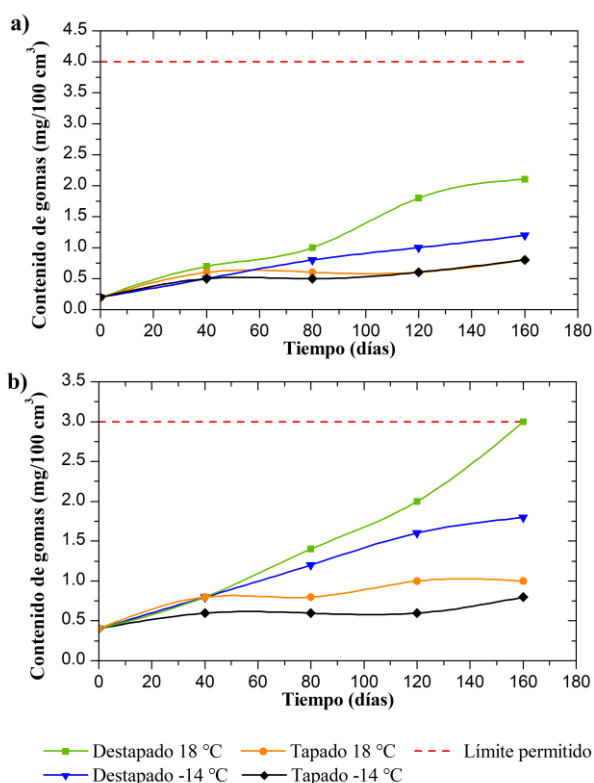 a)
Contenido de gomas (mg/100 cm³)
4.5
4.0
3.5
3.0
2.5
2.0
1.5
1.0
0.5
0.0
0 20 40 60 80 100 120 140 160 180
Tiempo (días)
b)
Contenido de gomas (mg/100 cm³)
3.5
3.0
2.5
2.0
1.5
1.0
0.5
0.0
0 20 40 60 80 100 120 140 160 180
Tiempo (días)
Destapado 18 °C Tapado 18 °C Límite permitido
Destapado -14 °C Tapado -14 °C